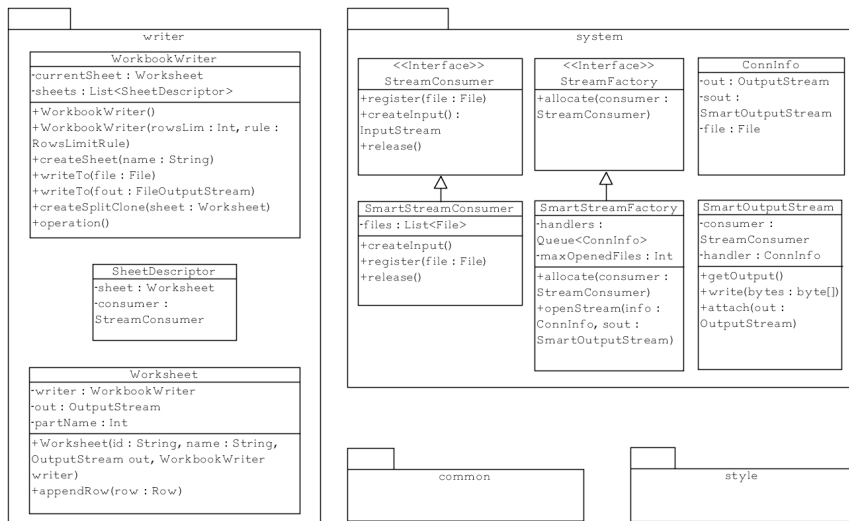 writer
WorkbookWriter
-currentSheet : Worksheet
-sheets : List<SheetDescriptor>
+WorkbookWriter()
+WorkbookWriter(rowsLim : Int, rule :
RowsLimitRule)
+createSheet(name : String)
+writeTo(file : File)
+writeTo(fout : FileOutputStream)
+createSplitClone(sheet : Worksheet)
+operation()
SheetDescriptor
-sheet : Worksheet
-consumer :
StreamConsumer
Worksheet
-writer : WorkbookWriter
-out : OutputStream
-partName : Int
+Worksheet(id : String, name : String,
OutputStream out, WorkbookWriter
writer)
+appendRow(row : Row)
system
<<Interface>>
StreamConsumer
+register(file : File)
+createInput() :
InputStream
+release()
<<Interface>>
StreamFactory
+allocate(consumer :
StreamConsumer)
ConnInfo
-out : OutputStream
-sout :
SmartOutputStream
-file : File
SmartStreamConsumer
-files : List<File>
+createInput()
+register(file : File)
+release()
SmartStreamFactory
-handlers :
Queue<ConnInfo>
-maxOpenedFiles : Int
+allocate(consumer :
StreamConsumer)
+openStream(info :
ConnInfo, sout :
SmartOutputStream)
SmartOutputStream
-consumer :
StreamConsumer
-handler : ConnInfo
+getOutput()
+write(bytes : byte[])
+attach(out :
OutputStream)
common
style